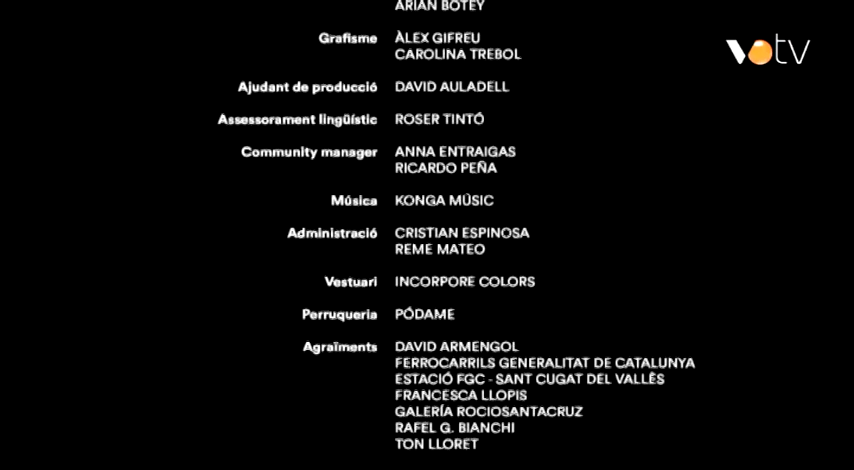 ARIAN BOTEY
Grafisme ÀLEX GIFREU
CAROLINA TREBOL
votv
Ajudant de producció DAVID AULADELL
Assessorament lingüístic ROSER TINTÓ
Community manager ANNA ENTRAIGAS
RICARDO PEÑA
Música KONGA MÚSIC
Administració CRISTIAN ESPINOSA
REME MATEO
Vestuari INCORPORE COLORS
Perruqueria PÓDAME
Agraïments DAVID ARMENGOL
FERROCARRILS GENERALITAT DE CATALUNYA
ESTACIÓ FGC - SANT CUGAT DEL VALLÈS
FRANCESCA LLOPIS
GALERÍA ROCIOSANTACRUZ
RAFEL G. BIANCHI
TON LLORET